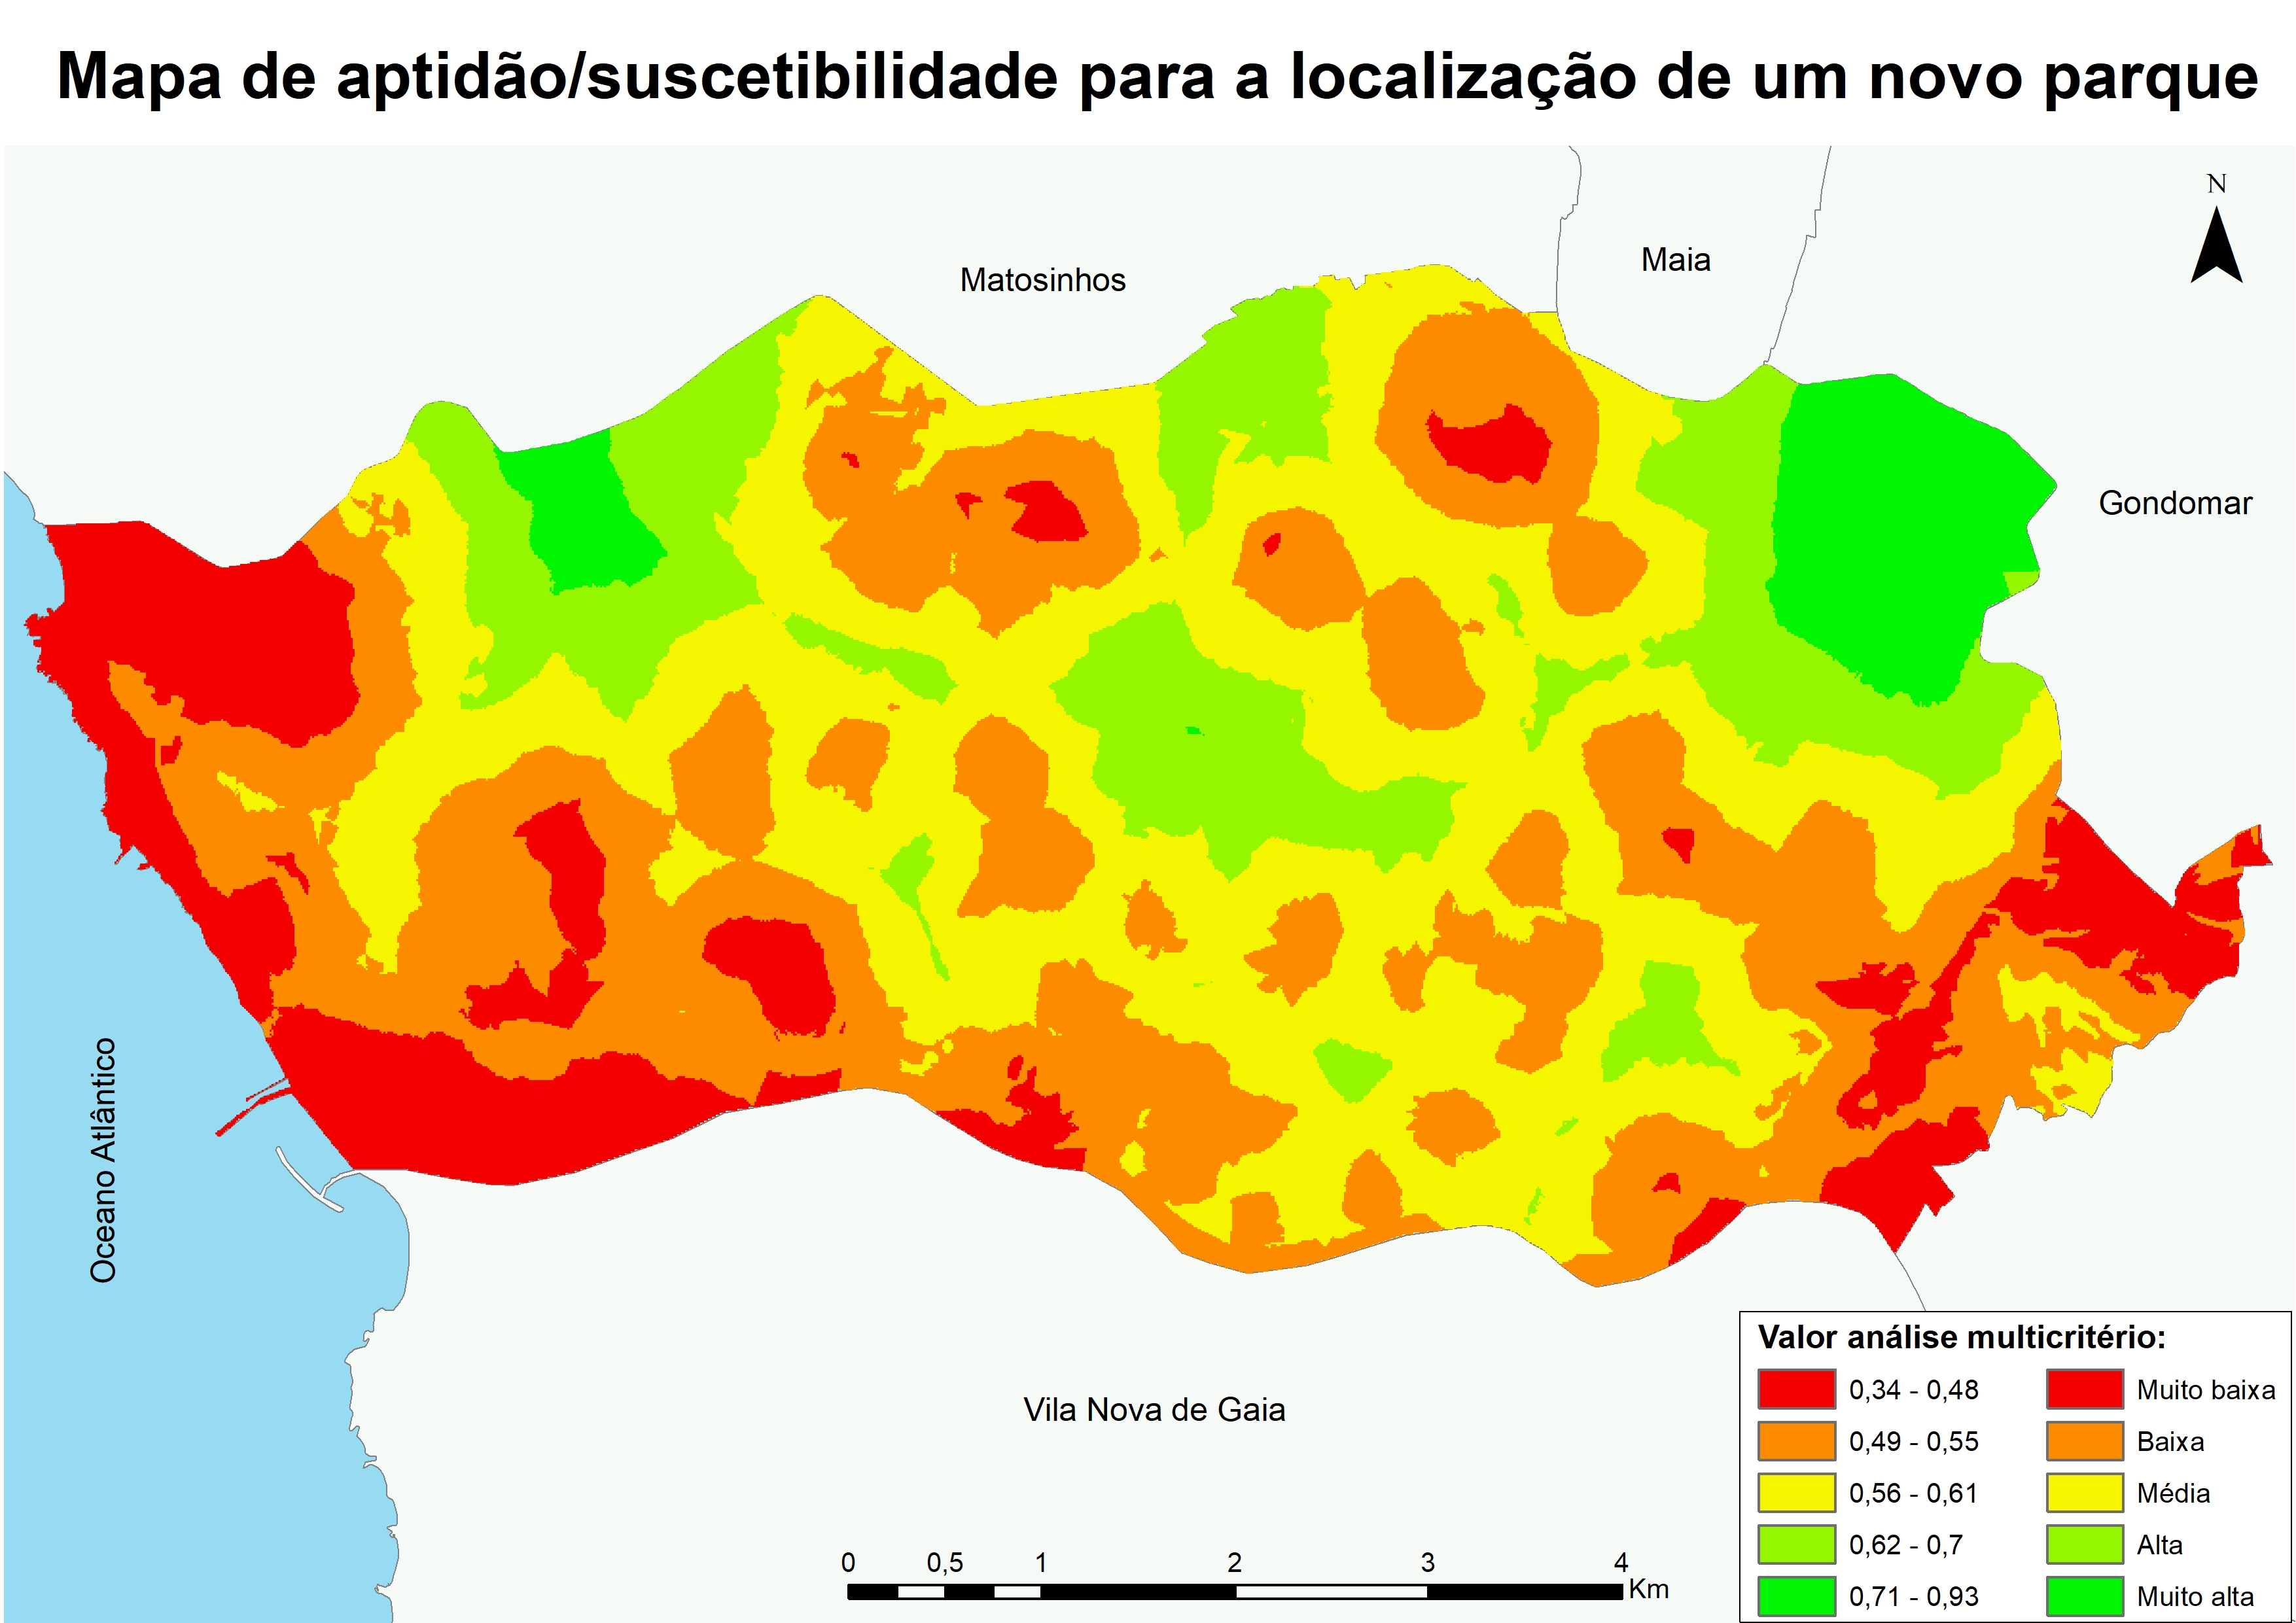 Mapa de aptidão/suscetibilidade para a localização de um novo parque
N
Maia
Matosinhos
Gondomar
Oceano Atlântico
Vila Nova de Gaia
Valor análise multicritério:
0,34 - 0,48 Muito baixa
0,49 - 0,55 Baixa
0,56 - 0,61 Média
0,62 - 0,7 Alta
0,71 - 0,93 Muito alta
0 0,5 1 2 3 4
Km